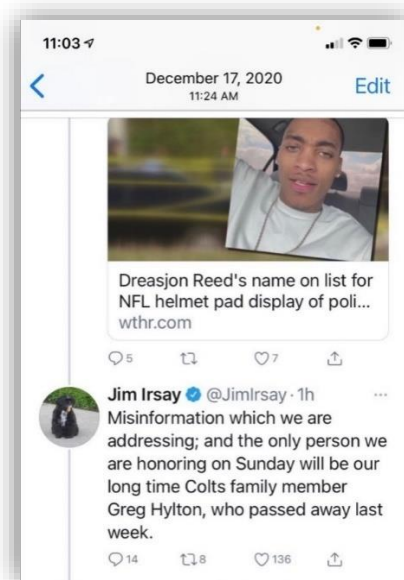 11:03
December 17, 2020
11:24 AM
Edit
Dreasjon Reed's name on list for
NFL helmet pad display of poli...
wthr.com
5
7
Jim Irsay @JimIrsay · 1h
Misinformation which we are
addressing; and the only person we
are honoring on Sunday will be our
long time Colts family member
Greg Hylton, who passed away last
week.
14
8
136